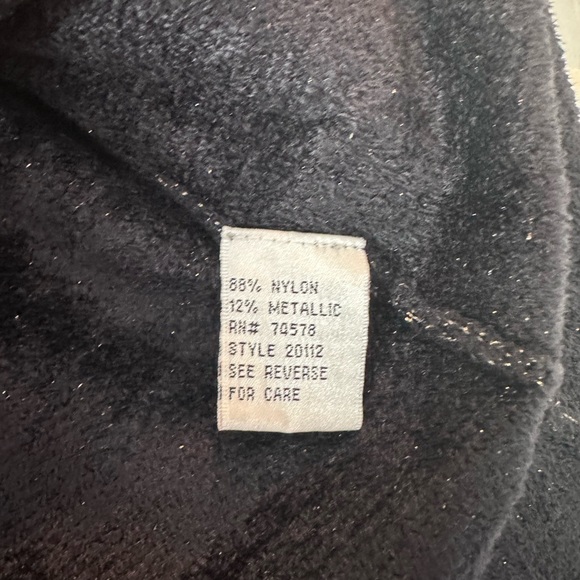 88% NYLON
12% METALLIC
RN# 74578
STYLE 20112
SEE REVERSE
FOR CARE